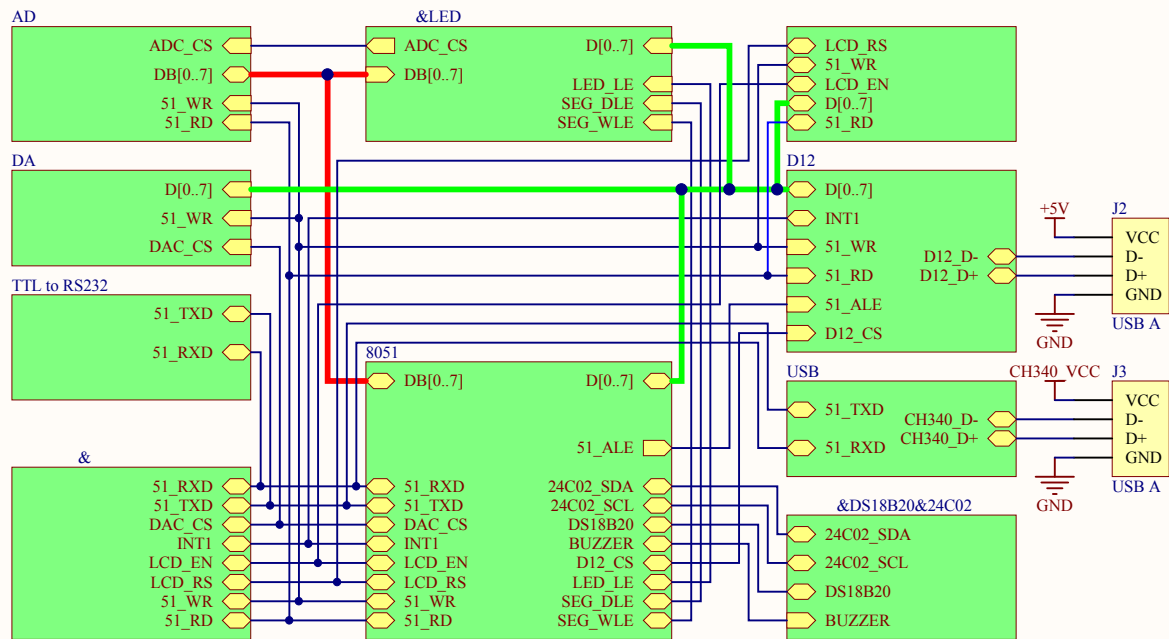 AD
ADC_CS
DB[0..7]
51_WR
51_RD
&LED
ADC_CS
DB[0..7]
D[0..7]
LED_LE
SEG_DLE
SEG_WLE
LCD_RS
51_WR
LCD_EN
D[0..7]
51_RD
DA
D[0..7]
51_WR
DAC_CS
D12
D[0..7]
INT1
51_WR
51_RD
51_ALE
D12_CS
D12_D-
D12_D+
+5V
J2
VCC
D-
D+
GND
USB A
GND
TTL to RS232
51_TXD
51_RXD
8051
DB[0..7]
D[0..7]
51_ALE
51_RXD
51_TXD
DAC_CS
INT1
LCD_EN
LCD_RS
51_WR
51_RD
24C02_SDA
24C02_SCL
DS18B20
BUZZER
D12_CS
LED_LE
SEG_DLE
SEG_WLE
USB
51_TXD
51_RXD
CH340_D-
CH340_D+
CH340_VCC
J3
VCC
D-
D+
GND
USB A
GND
&
51_RXD
51_TXD
DAC_CS
INT1
LCD_EN
LCD_RS
51_WR
51_RD
&DS18B20&24C02
24C02_SDA
24C02_SCL
DS18B20
BUZZER